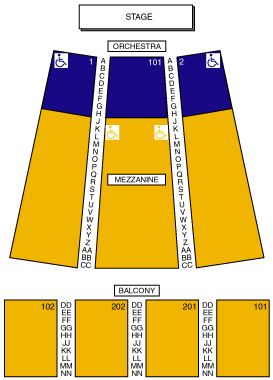 STAGE
ORCHESTRA
1 A 101 A 2
B B
C C
D D
E E
F F
G G
H H
J J
K K
L L
M M
N N
O O
P P
Q MEZZANINE Q
R R
S S
T T
U U
V V
W W
X X
Y Y
Z Z
AA AA
BB BB
CC CC
BALCONY
102 DD 202 DD 201 DD 101
EE EE EE
FF FF FF
GG GG GG
HH HH HH
JJ JJ JJ
KK KK KK
LL LL LL
MM MM MM
NN NN NN